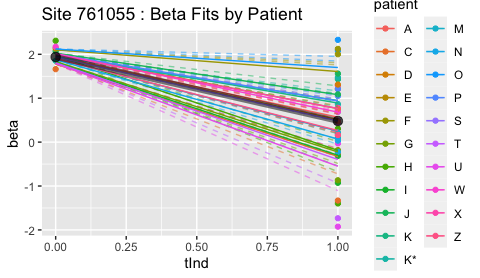 Site 761055 : Beta Fits by Patient
patient
A
C
D
E
F
G
H
I
J
K
K*
M
N
O
P
S
T
U
W
X
Z
beta
2
1
0
-1
-2
0.00 0.25 0.50 0.75 1.00
tInd